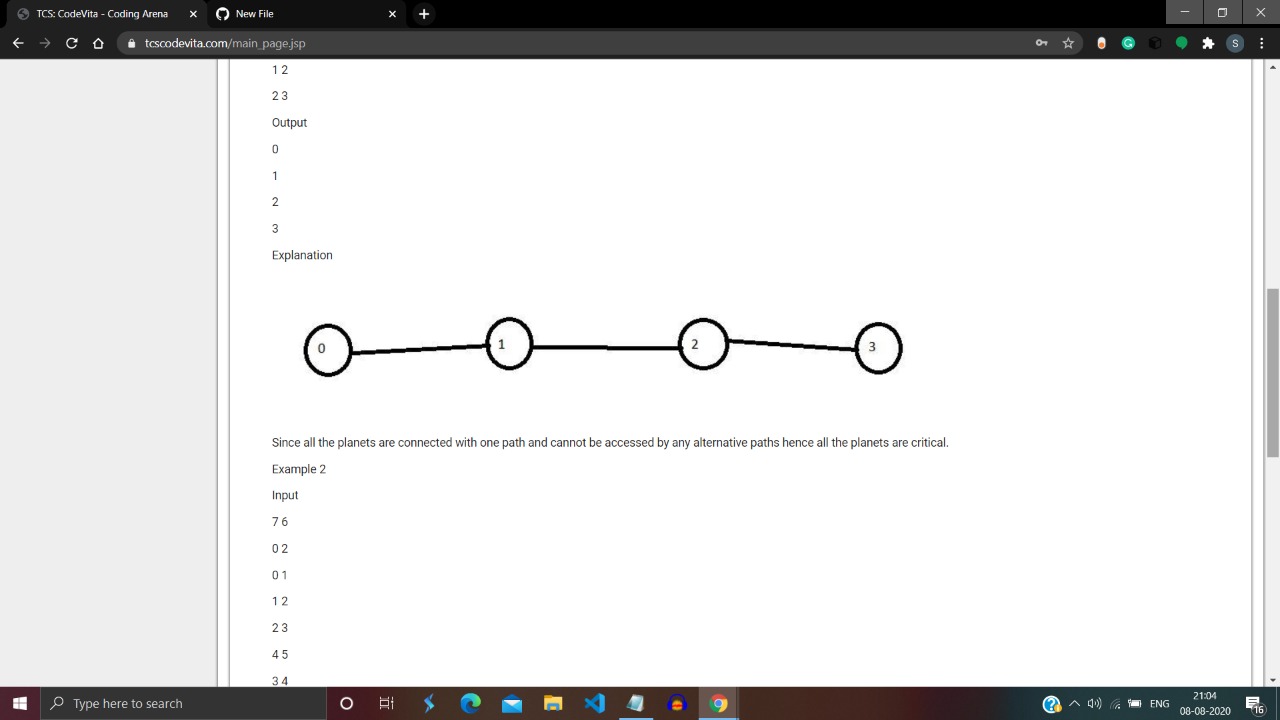 TCS: CodeVita - Coding Arena
New File
tcscodevita.com/main_page.jsp
S
1 2
2 3
Output
0
1
2
3
Explanation
0 1 2 3
Since all the planets are connected with one path and cannot be accessed by any alternative paths hence all the planets are critical.
Example 2
Input
7 6
0 2
0 1
1 2
2 3
4 5
3 4
Type here to search
ENG
21:04
08-08-2020
16